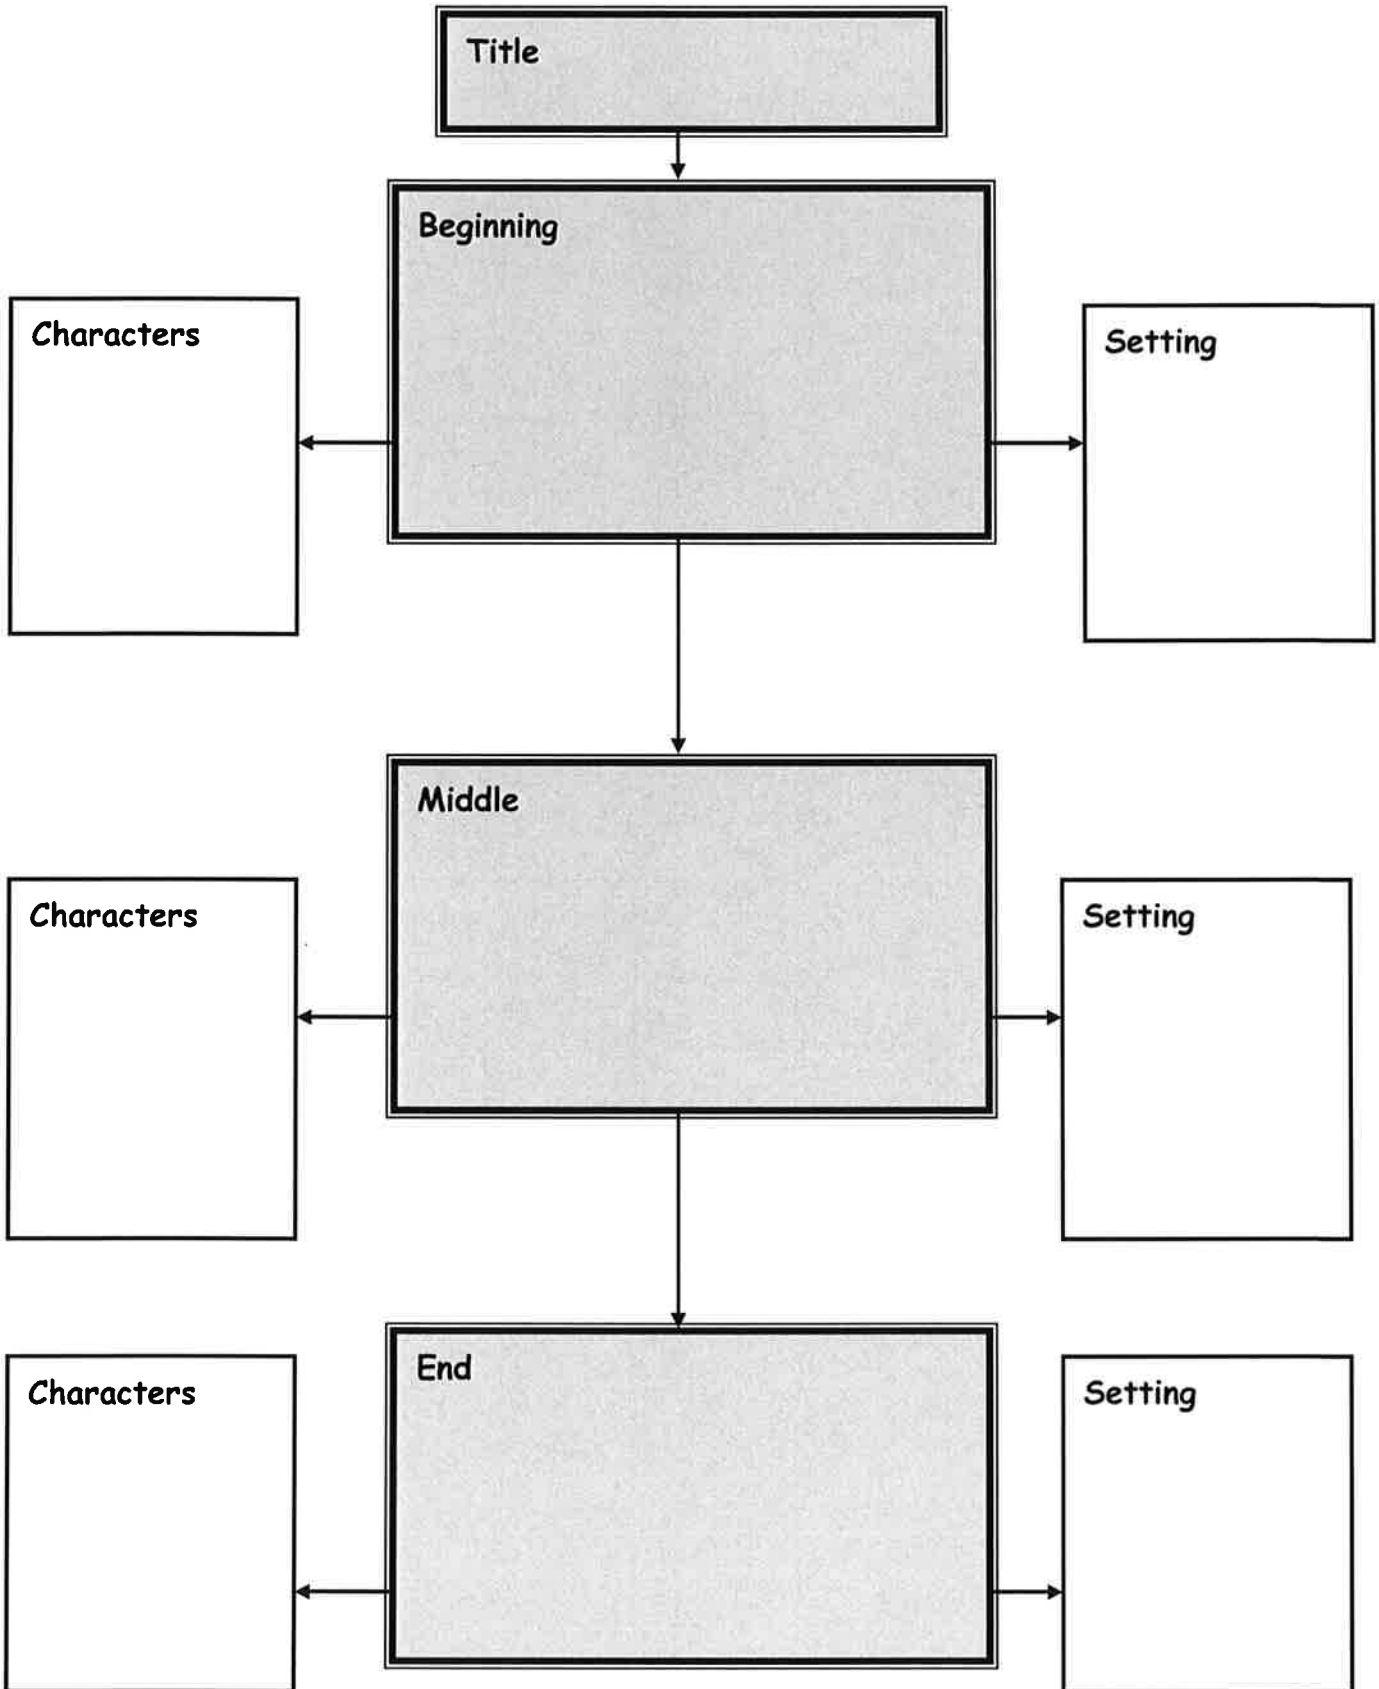 Title
Beginning
Characters
Setting
Middle
Characters
Setting
End
Characters
Setting